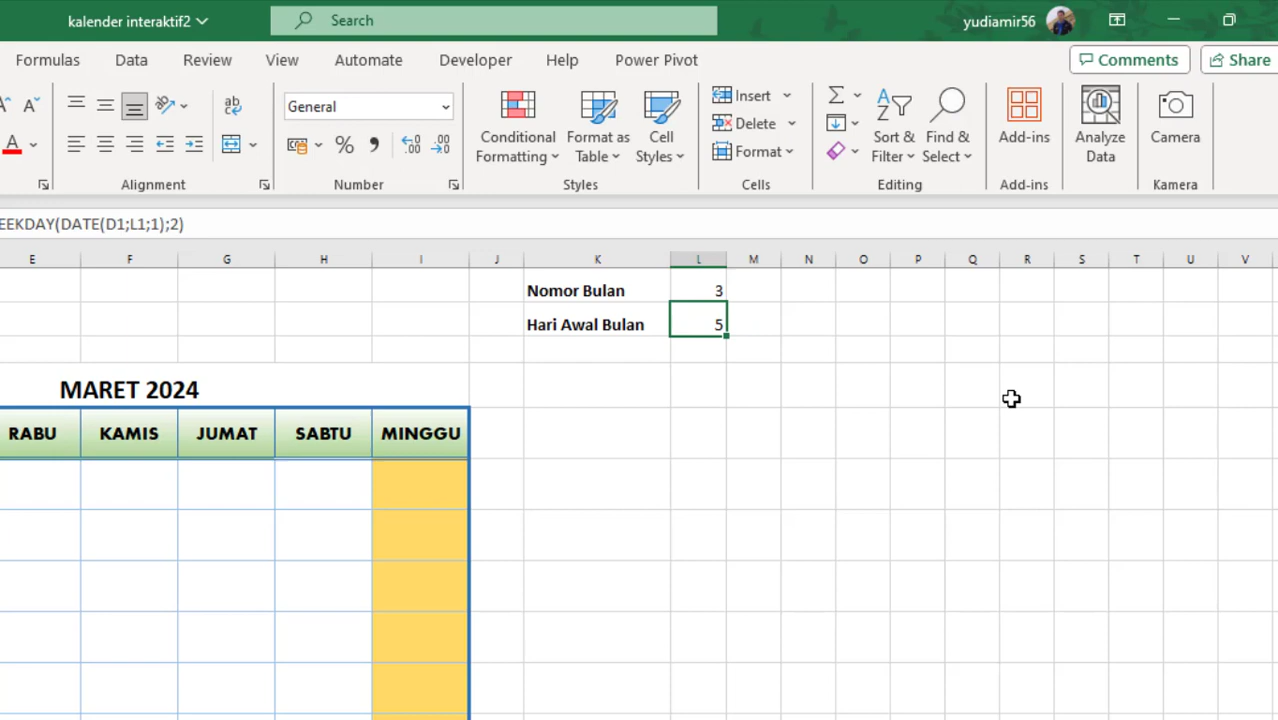 kalender interaktif2
Search
yudiamir56
Formulas Data Review View Automate Developer Help Power Pivot
Comments Share
General
Conditional Formatting
Format as Table
Cell Styles
Insert
Delete
Format
Sort & Filter
Find & Select
Add-ins
Analyze Data
Camera
Alignment Number Styles Cells Editing Add-ins Kamera
EEKDAY(DATE(D1;L1;1);2)
E F G H I J K L M N O P Q R S T U V
Nomor Bulan 3
Hari Awal Bulan 5
MARET 2024
RABU KAMIS JUMAT SABTU MINGGU